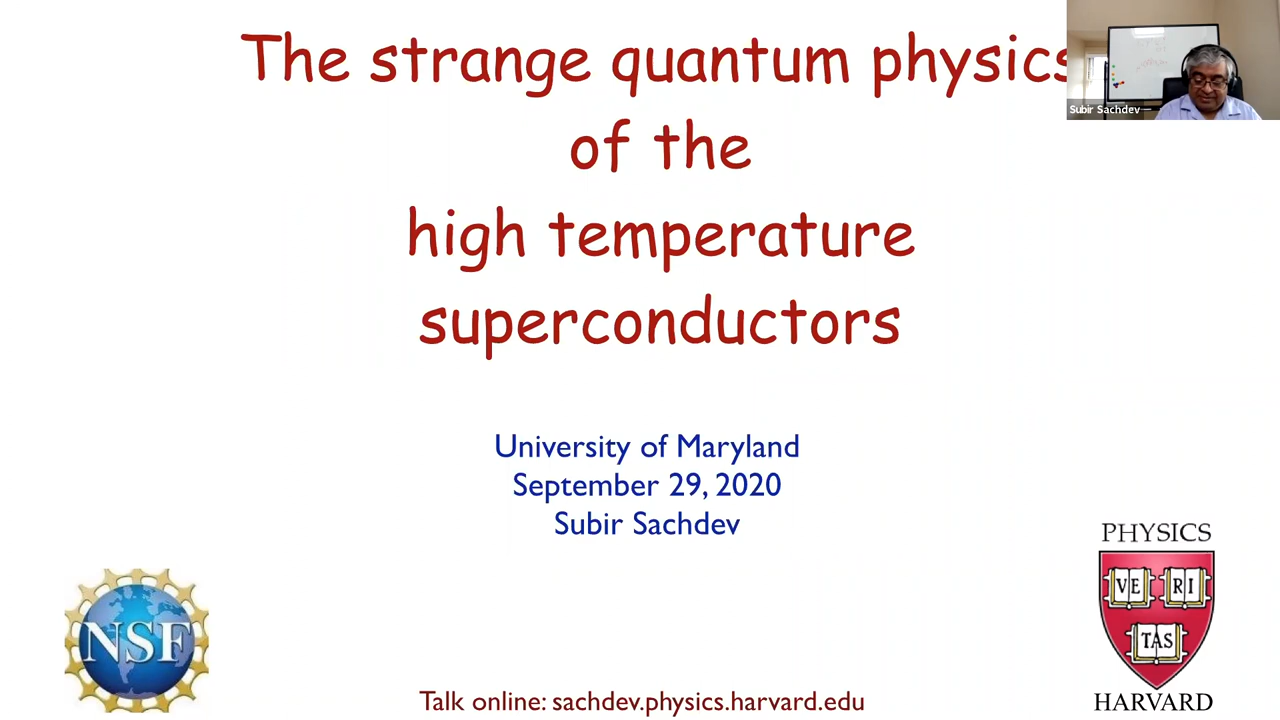 The strange quantum physics
of the
high temperature
superconductors
Subir Sachdev
University of Maryland
September 29, 2020
Subir Sachdev
NSF
PHYSICS
VE RI
TAS
HARVARD
Talk online: sachdev.physics.harvard.edu